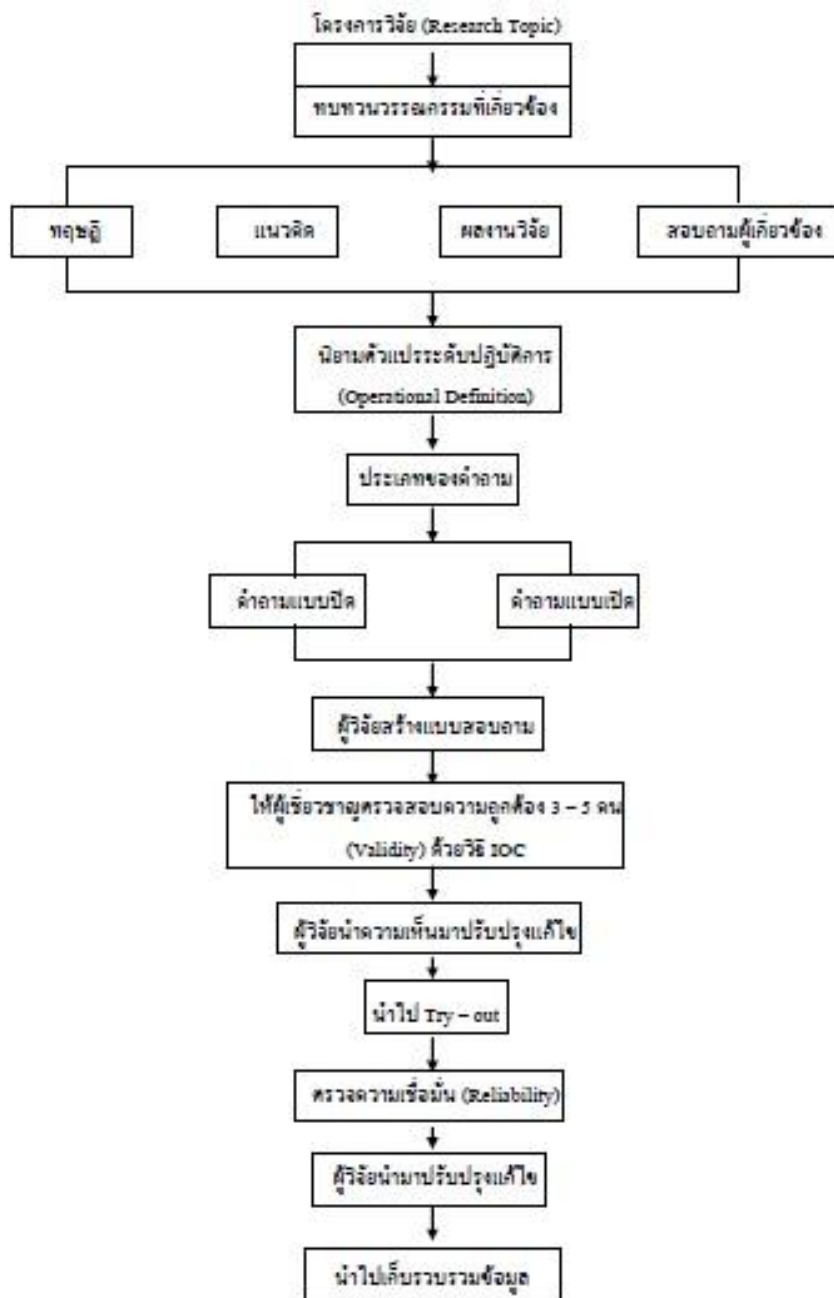 โครงการวิจัย (Research Topic)
ทบทวนวรรณกรรมที่เกี่ยวข้อง
ทฤษฎี
แนวคิด
ผลงานวิจัย
สอบถามผู้เกี่ยวข้อง
นิยามตัวแปรระดับปฏิบัติการ
(Operational Definition)
ประเภทของคำถาม
คำถามแบบปิด
คำถามแบบเปิด
ผู้วิจัยสร้างแบบสอบถาม
ให้ผู้เชี่ยวชาญตรวจสอบความถูกต้อง 3 – 5 คน
(Validity) ด้วยวิธี IOC
ผู้วิจัยนำความเห็นมาปรับปรุงแก้ไข
นำไป Try – out
ตรวจความเชื่อมั่น (Reliability)
ผู้วิจัยนำมาปรับปรุงแก้ไข
นำไปเก็บรวบรวมข้อมูล